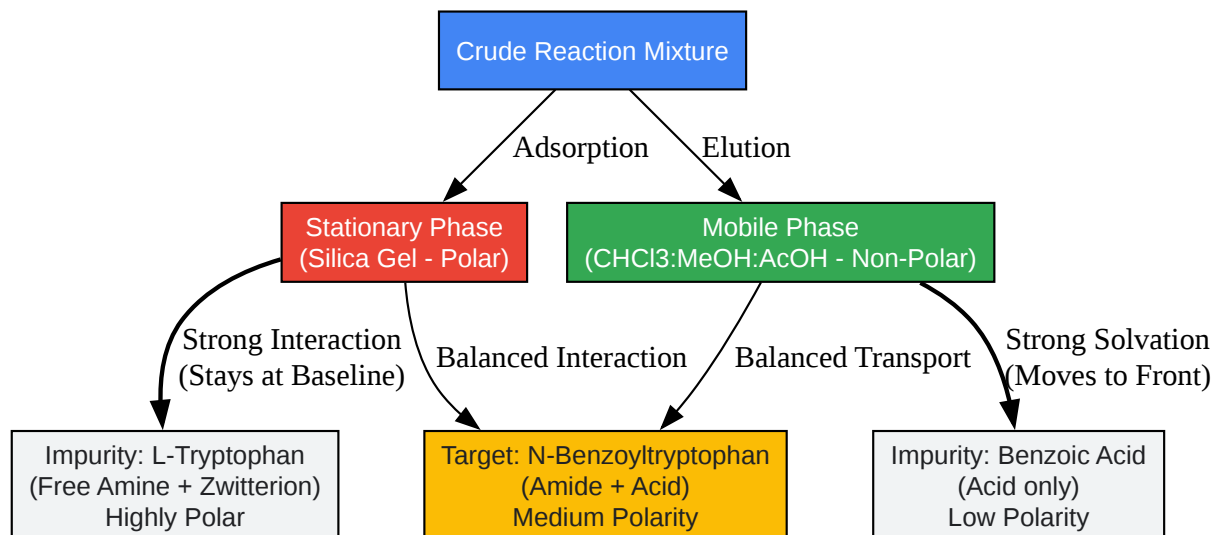 Crude Reaction Mixture
Adsorption
Elution
Stationary Phase
(Silica Gel - Polar)
Mobile Phase
(CHCl3:MeOH:AcOH - Non-Polar)
Strong Interaction
(Stays at Baseline)
Balanced Interaction
Balanced Transport
Strong Solvation
(Moves to Front)
Impurity: L-Tryptophan
(Free Amine + Zwitterion)
Highly Polar
Target: N-Benzoyltryptophan
(Amide + Acid)
Medium Polarity
Impurity: Benzoic Acid
(Acid only)
Low Polarity